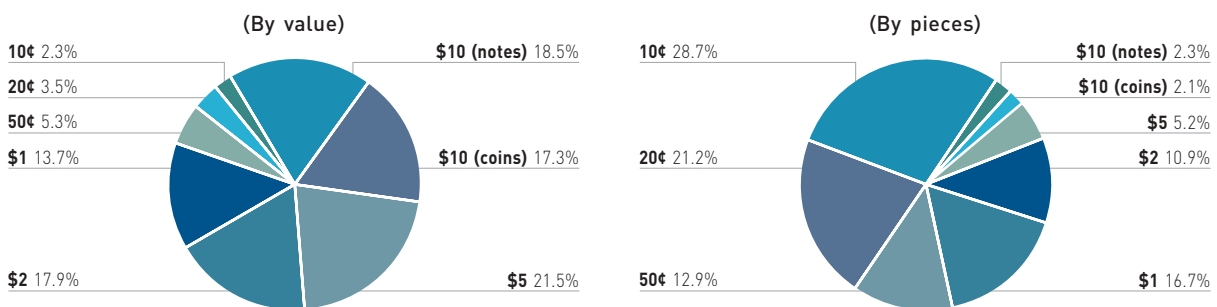 (By value)
10¢ 2.3%
20¢ 3.5%
50¢ 5.3%
$1 13.7%
$2 17.9%
$10 (notes) 18.5%
$10 (coins) 17.3%
$5 21.5%
(By pieces)
10¢ 28.7%
20¢ 21.2%
50¢ 12.9%
$10 (notes) 2.3%
$10 (coins) 2.1%
$5 5.2%
$2 10.9%
$1 16.7%